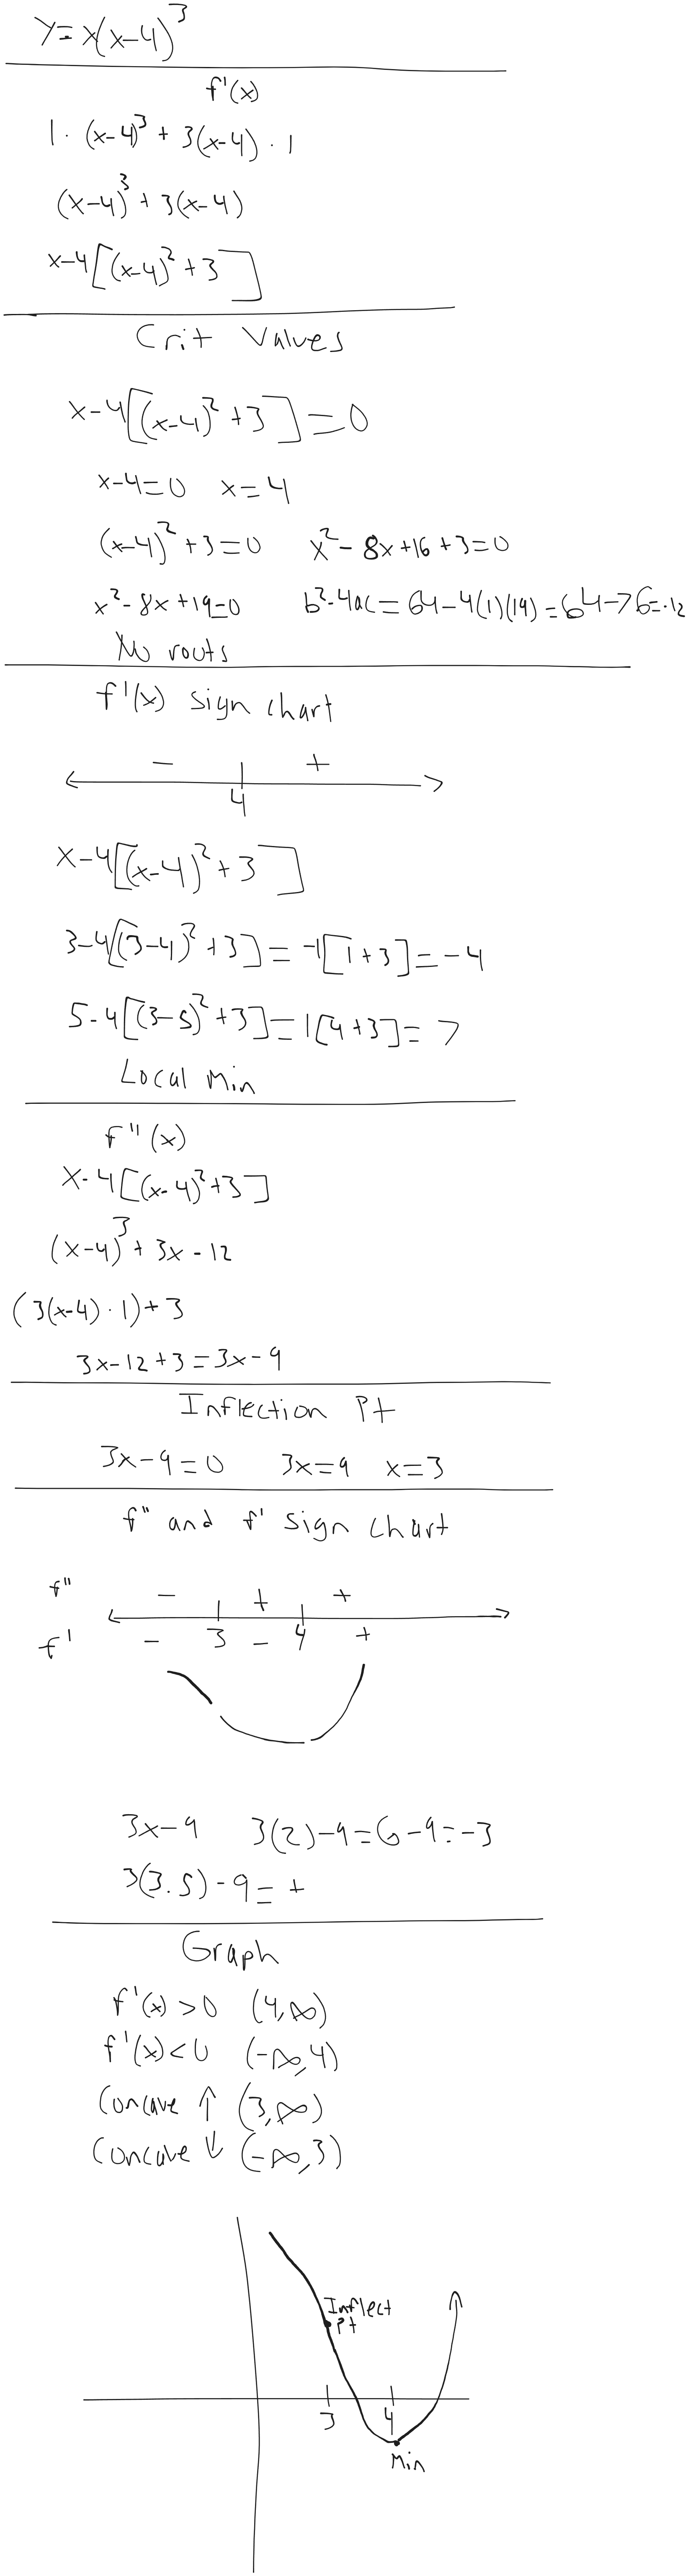 y = x(x-4)^3
f'(x)
1 · (x-4)^3 + 3(x-4) · 1
(x-4)^3 + 3(x-4)
x-4[(x-4)^2 + 3]
Crit Values
x-4[(x-4)^2 + 3] = 0
x-4=0 x=4
(x-4)^2 + 3 = 0 x^2 - 8x + 16 + 3 = 0
x^2 - 8x + 19 = 0 b^2 - 4ac = 64 - 4(1)(19) = 64 - 76 = -12
No routs
f'(x) sign chart
- +
4
x-4[(x-4)^2 + 3]
3-4[(3-4)^2 + 3] = -1[1+3] = -4
5-4[(3-5)^2 + 3] = 1[4+3] = 7
Local Min
f''(x)
x-4[(x-4)^2 + 3]
(x-4)^3 + 3x - 12
(3(x-4) · 1) + 3
3x - 12 + 3 = 3x - 9
Inflection Pt
3x - 9 = 0 3x = 9 x = 3
f'' and f' sign chart
f'' - + +
f' - 3 - 4 +
3x - 9 3(2) - 9 = 6 - 9 = -3
3(3.5) - 9 = +
Graph
f'(x) > 0 (4, ∞)
f'(x) < 0 (-∞, 4)
Concave ↑ (3, ∞)
Concave ↓ (-∞, 3)
Inflect
Pt
3 4
Min